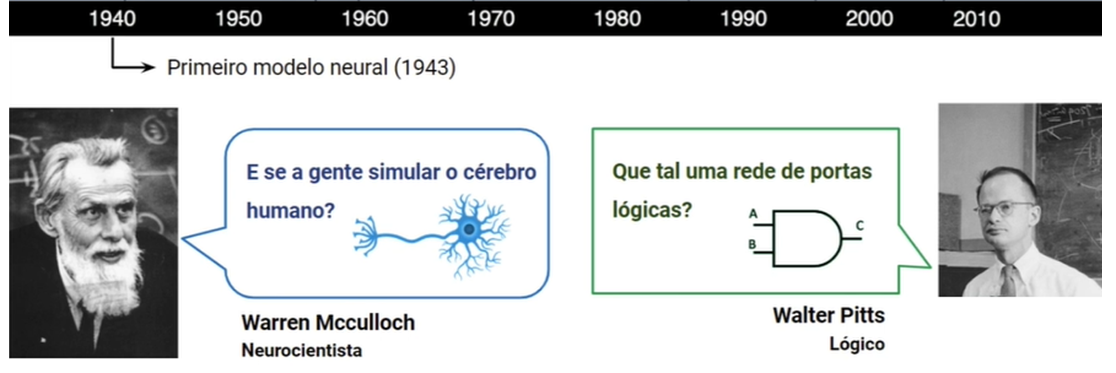 1940 1950 1960 1970 1980 1990 2000 2010
Primeiro modelo neural (1943)
E se a gente simular o cérebro
humano?
Que tal uma rede de portas
lógicas?
A
B
C
Warren Mcculloch
Neurocientista
Walter Pitts
Lógico